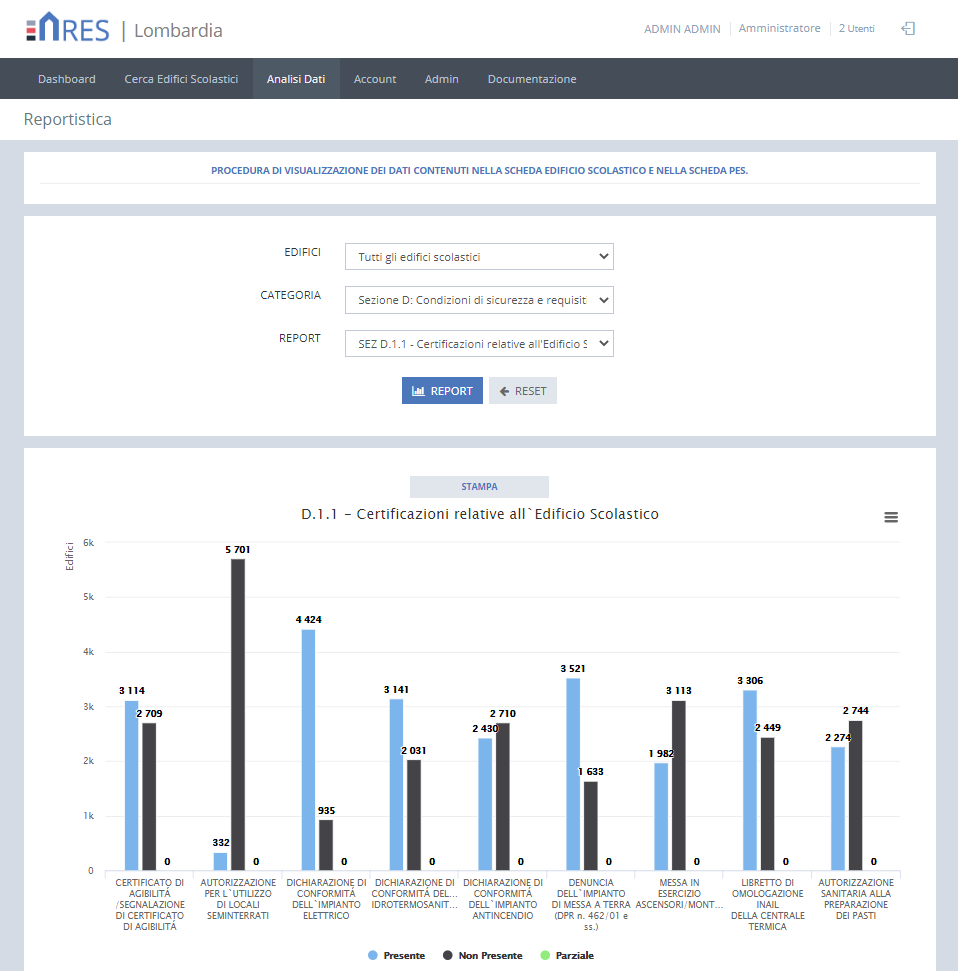 ARES | Lombardia
ADMIN ADMIN
Amministratore
2 Utenti
Dashboard
Cerca Edifici Scolastici
Analisi Dati
Account
Admin
Documentazione
Reportistica
PROCEDURA DI VISUALIZZAZIONE DEI DATI CONTENUTI NELLA SCHEDA EDIFICIO SCOLASTICO E NELLA SCHEDA PES.
EDIFICI
Tutti gli edifici scolastici
CATEGORIA
Sezione D: Condizioni di sicurezza e requisiti
REPORT
SEZ D.1.1 - Certificazioni relative all'Edificio S
REPORT
RESET
STAMPA
D.1.1 - Certificazioni relative all`Edificio Scolastico
Edifici
6k
5k
4k
3k
2k
1k
0
3 114
2 709
0
332
5 701
0
4 424
935
0
3 141
2 031
0
2 430
2 710
0
3 521
1 633
0
1 982
3 113
0
3 306
2 449
0
2 274
2 744
0
CERTIFICATO DI
AGIBILITÁ
/SEGNALAZIONE
DI CERTIFICATO
DI AGIBILITÁ
AUTORIZZAZIONE
PER L`UTILIZZO
DI LOCALI
SEMINTERRATI
DICHIARAZIONE DI
CONFORMITÁ
DELL`IMPIANTO
ELETTRICO
DICHIARAZIONE DI
CONFORMITÁ DEL...
IDROTERMOSANIT...
DICHIARAZIONE DI
CONFORMITÁ
DELL`IMPIANTO
ANTINCENDIO
DENUNCIA
DELL`IMPIANTO
DI MESSA A TERRA
(DPR n. 462/01 e
ss.)
MESSA IN
ESERCIZIO
ASCENSORI/MONT...
LIBRETTO DI
OMOLOGAZIONE
INAIL
DELLA CENTRALE
TERMICA
AUTORIZZAZIONE
SANITARIA ALLA
PREPARAZIONE
DEI PASTI
Presente
Non Presente
Parziale